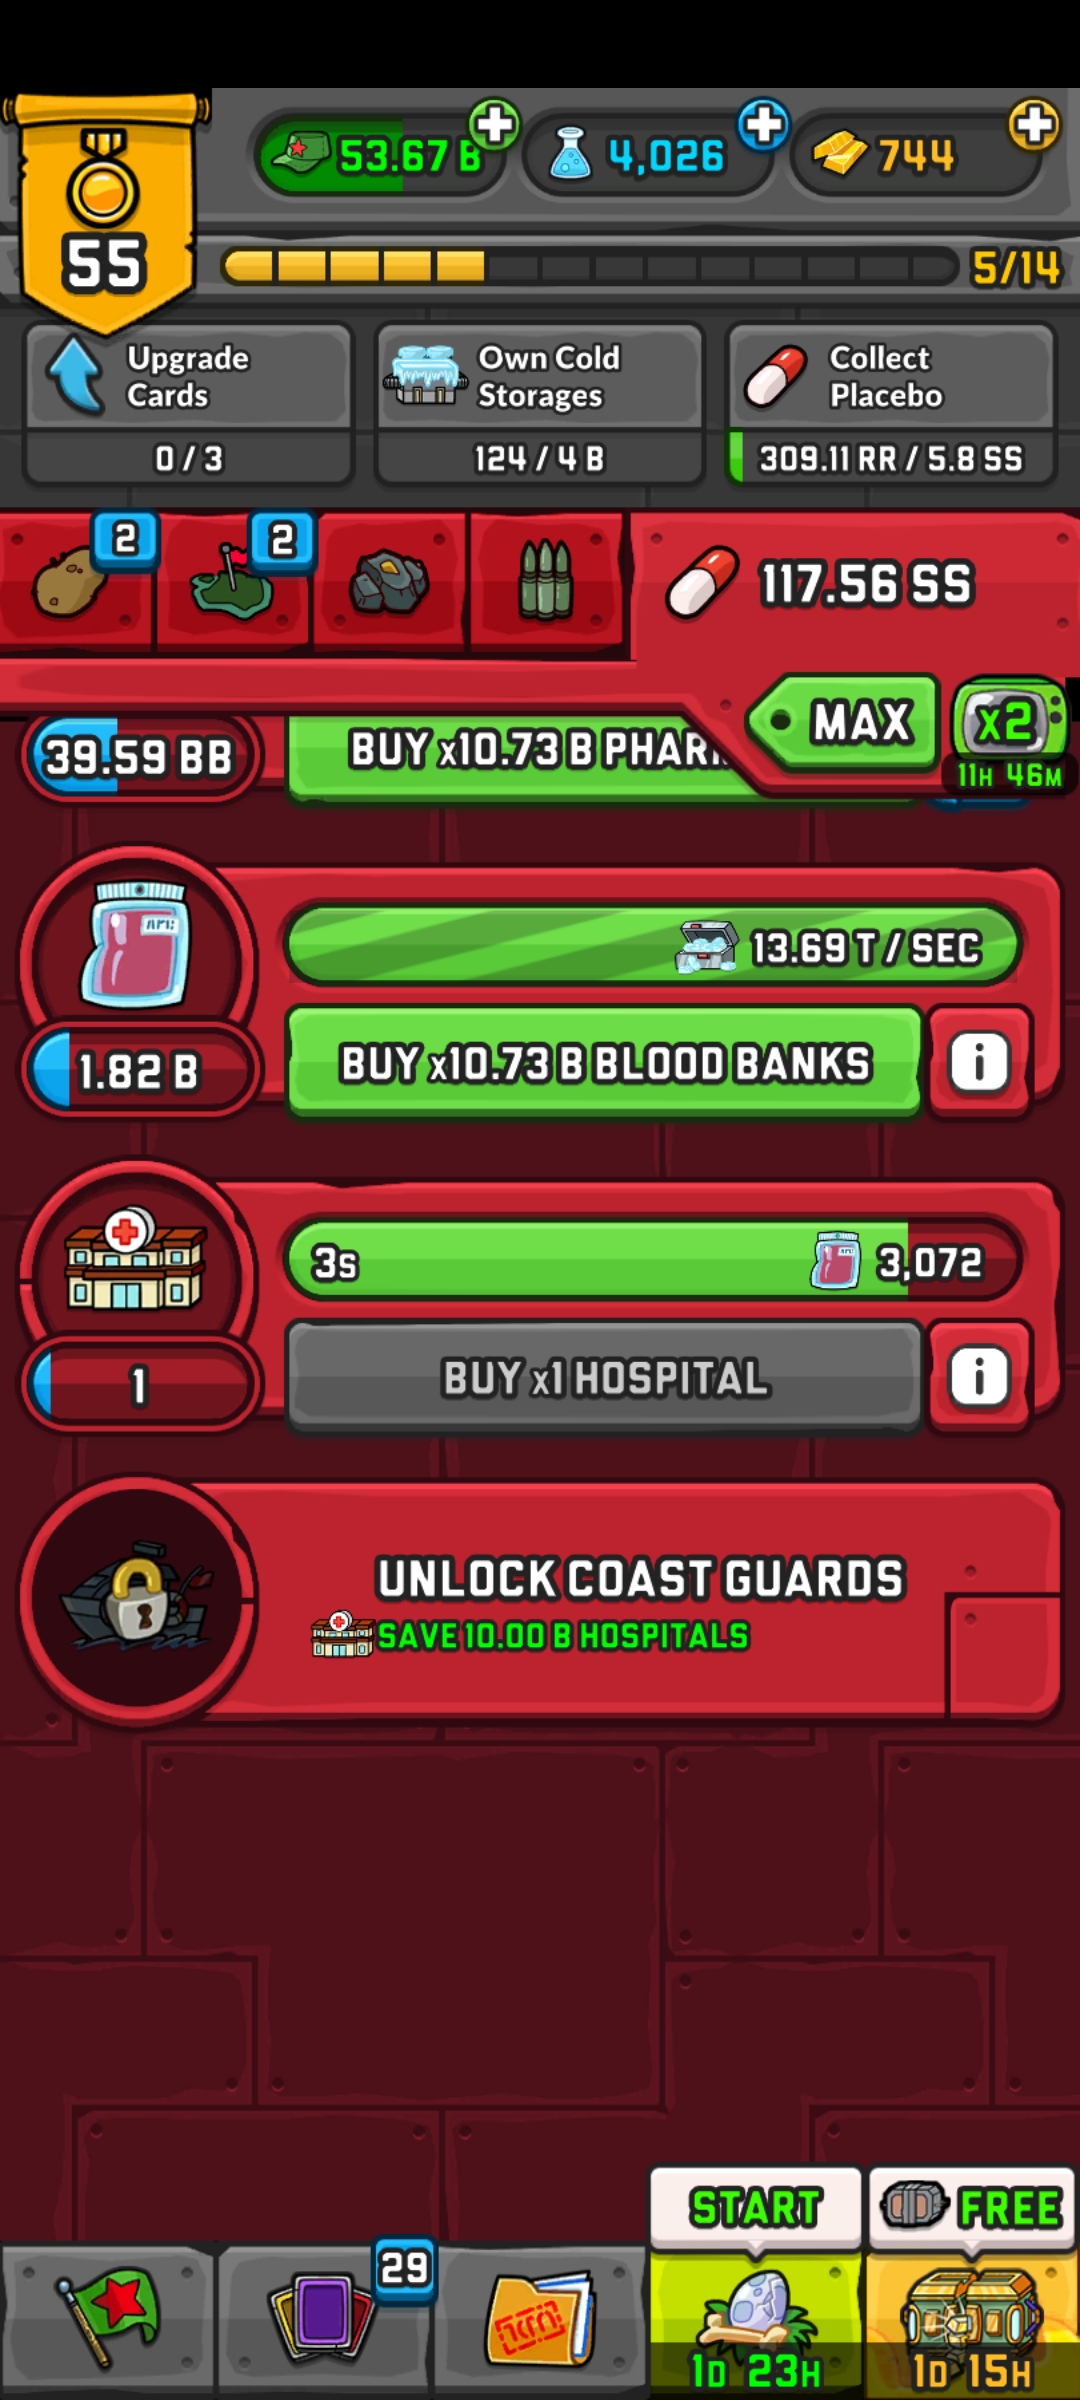 53.67 B
4,026
744
55
5/14
Upgrade
Cards
0 / 3
Own Cold
Storages
124 / 4 B
Collect
Placebo
309.11 RR / 5.8 SS
2
2
117.56 SS
MAX
X2
11H 46M
39.59 BB
BUY x10.73 B
13.69 T / SEC
1.82 B
BUY x10.73 B BLOOD BANKS
i
3s
3,072
1
BUY x1 HOSPITAL
i
UNLOCK COAST GUARDS
SAVE 10.00 B HOSPITALS
START
FREE
29
1D 23H
1D 15H